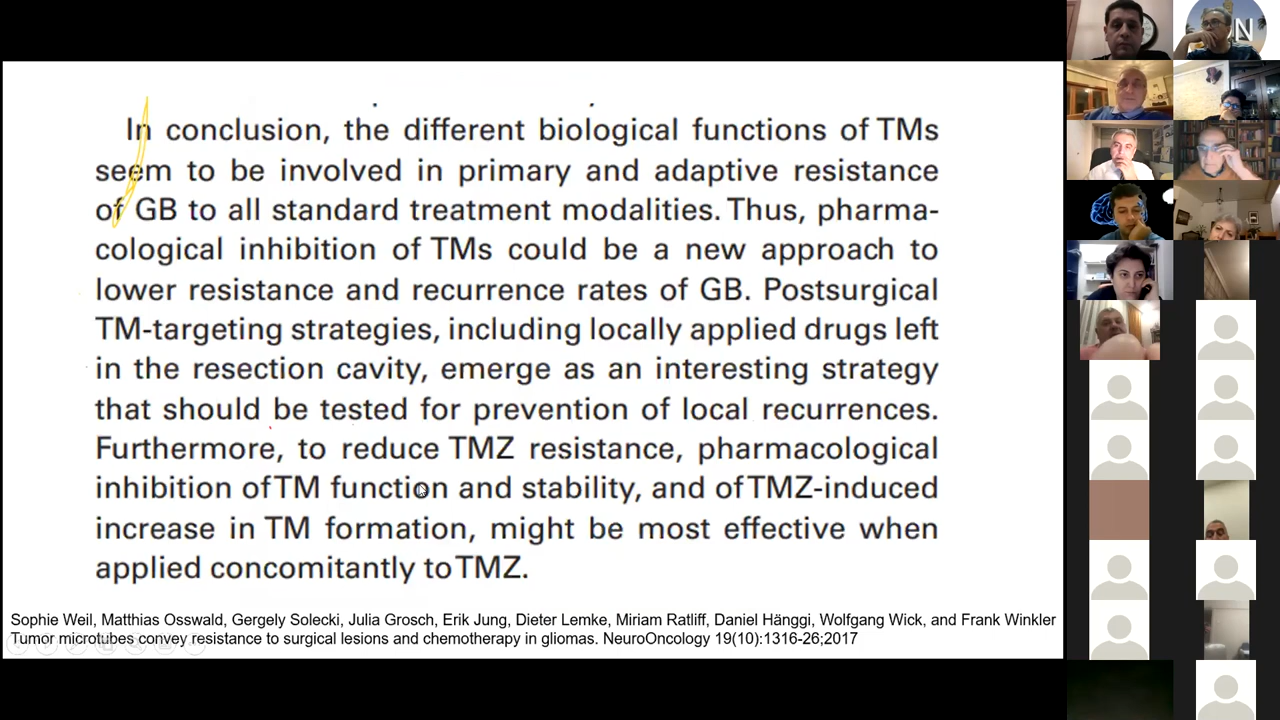 In conclusion, the different biological functions of TMs
seem to be involved in primary and adaptive resistance
of GB to all standard treatment modalities. Thus, pharma-
cological inhibition of TMs could be a new approach to
lower resistance and recurrence rates of GB. Postsurgical
TM-targeting strategies, including locally applied drugs left
in the resection cavity, emerge as an interesting strategy
that should be tested for prevention of local recurrences.
Furthermore, to reduce TMZ resistance, pharmacological
inhibition of TM function and stability, and of TMZ-induced
increase in TM formation, might be most effective when
applied concomitantly to TMZ.
Sophie Weil, Matthias Osswald, Gergely Solecki, Julia Grosch, Erik Jung, Dieter Lemke, Miriam Ratliff, Daniel Hänggi, Wolfgang Wick, and Frank Winkler
Tumor microtubes convey resistance to surgical lesions and chemotherapy in gliomas. NeuroOncology 19(10):1316-26;2017
N